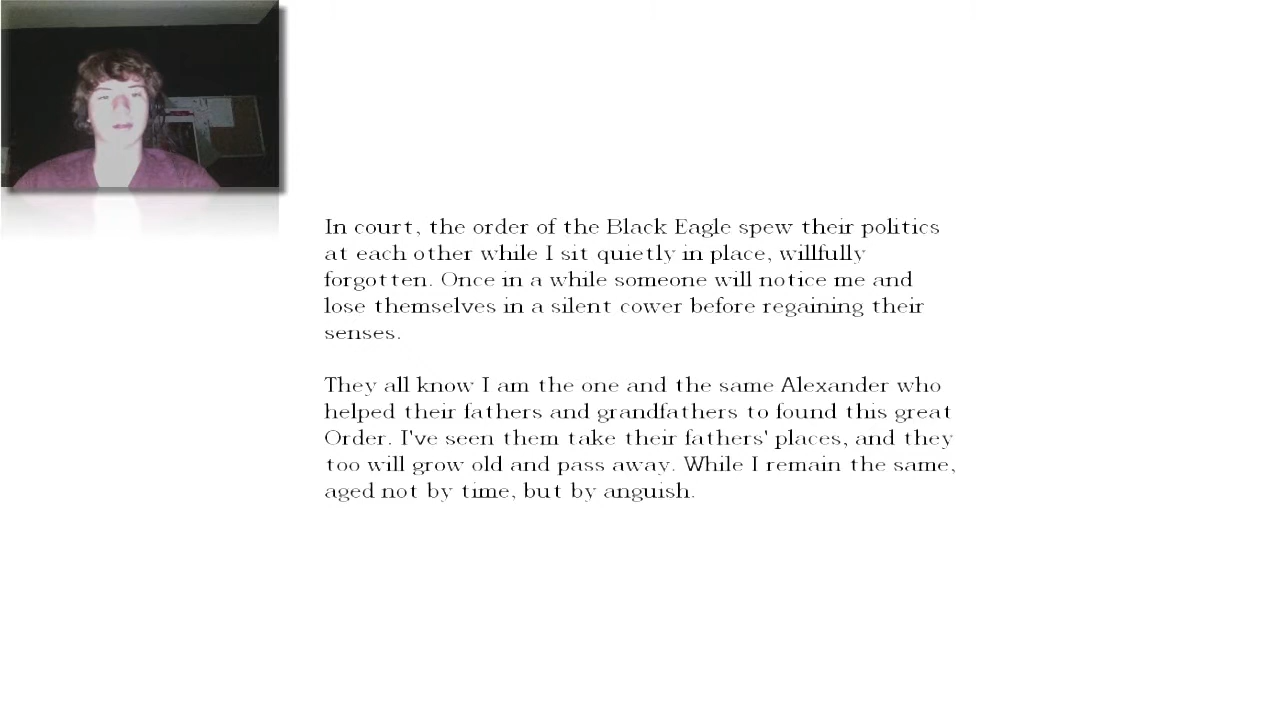 In court, the order of the Black Eagle spew their politics
at each other while I sit quietly in place, willfully
forgotten. Once in a while someone will notice me and
lose themselves in a silent cower before regaining their
senses.
They all know I am the one and the same Alexander who
helped their fathers and grandfathers to found this great
Order. I've seen them take their fathers' places, and they
too will grow old and pass away. While I remain the same,
aged not by time, but by anguish.